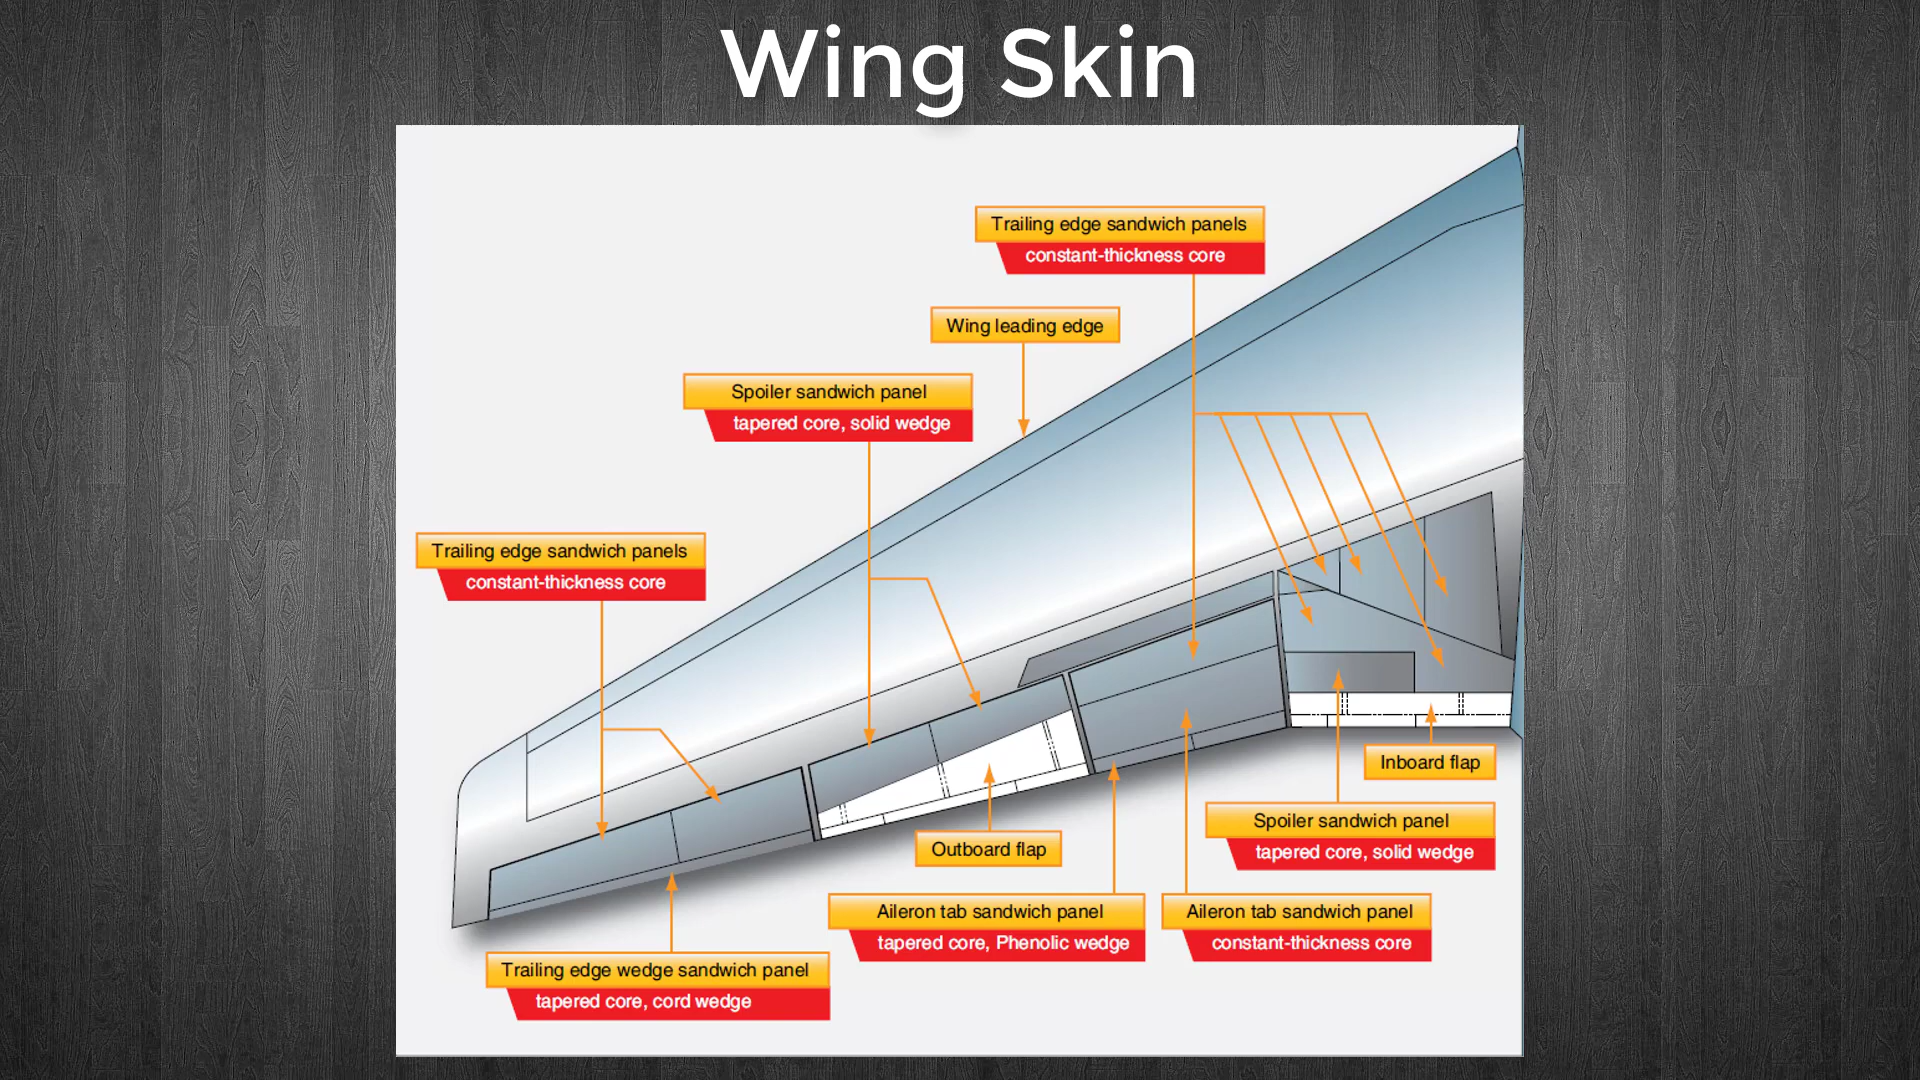 Wing Skin
Trailing edge sandwich panels
constant-thickness core
Wing leading edge
Spoiler sandwich panel
tapered core, solid wedge
Trailing edge sandwich panels
constant-thickness core
Inboard flap
Spoiler sandwich panel
tapered core, solid wedge
Outboard flap
Aileron tab sandwich panel
tapered core, Phenolic wedge
Aileron tab sandwich panel
constant-thickness core
Trailing edge wedge sandwich panel
tapered core, cord wedge